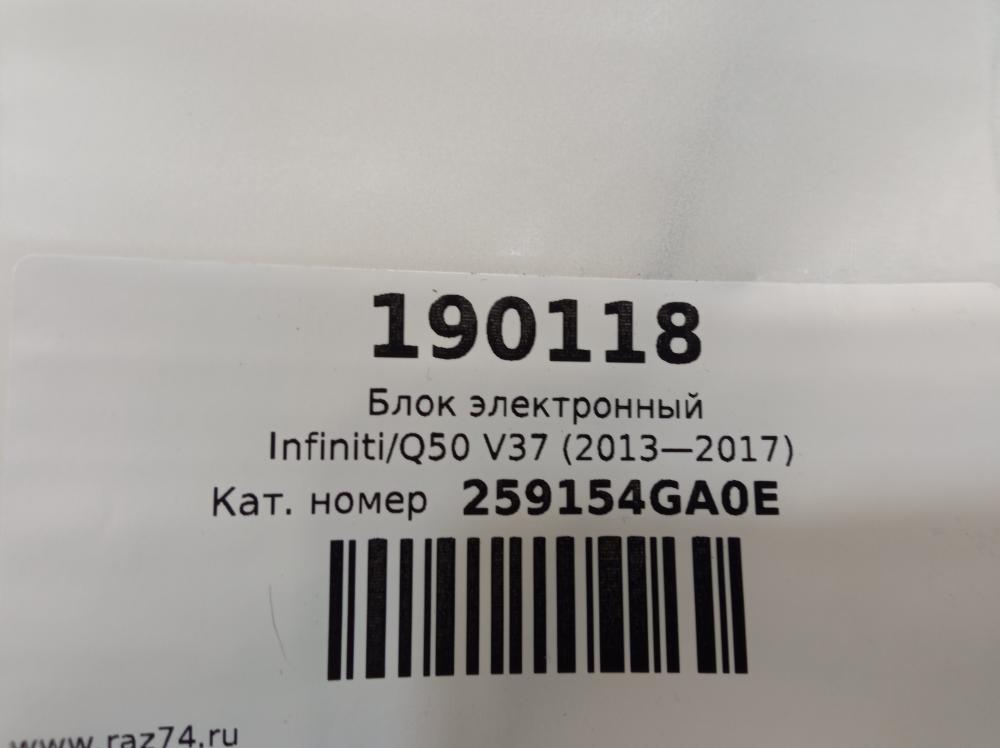 190118
Блок электронный
Infiniti/Q50 V37 (2013—2017)
Кат. номер 259154GA0E
www.raz74.ru